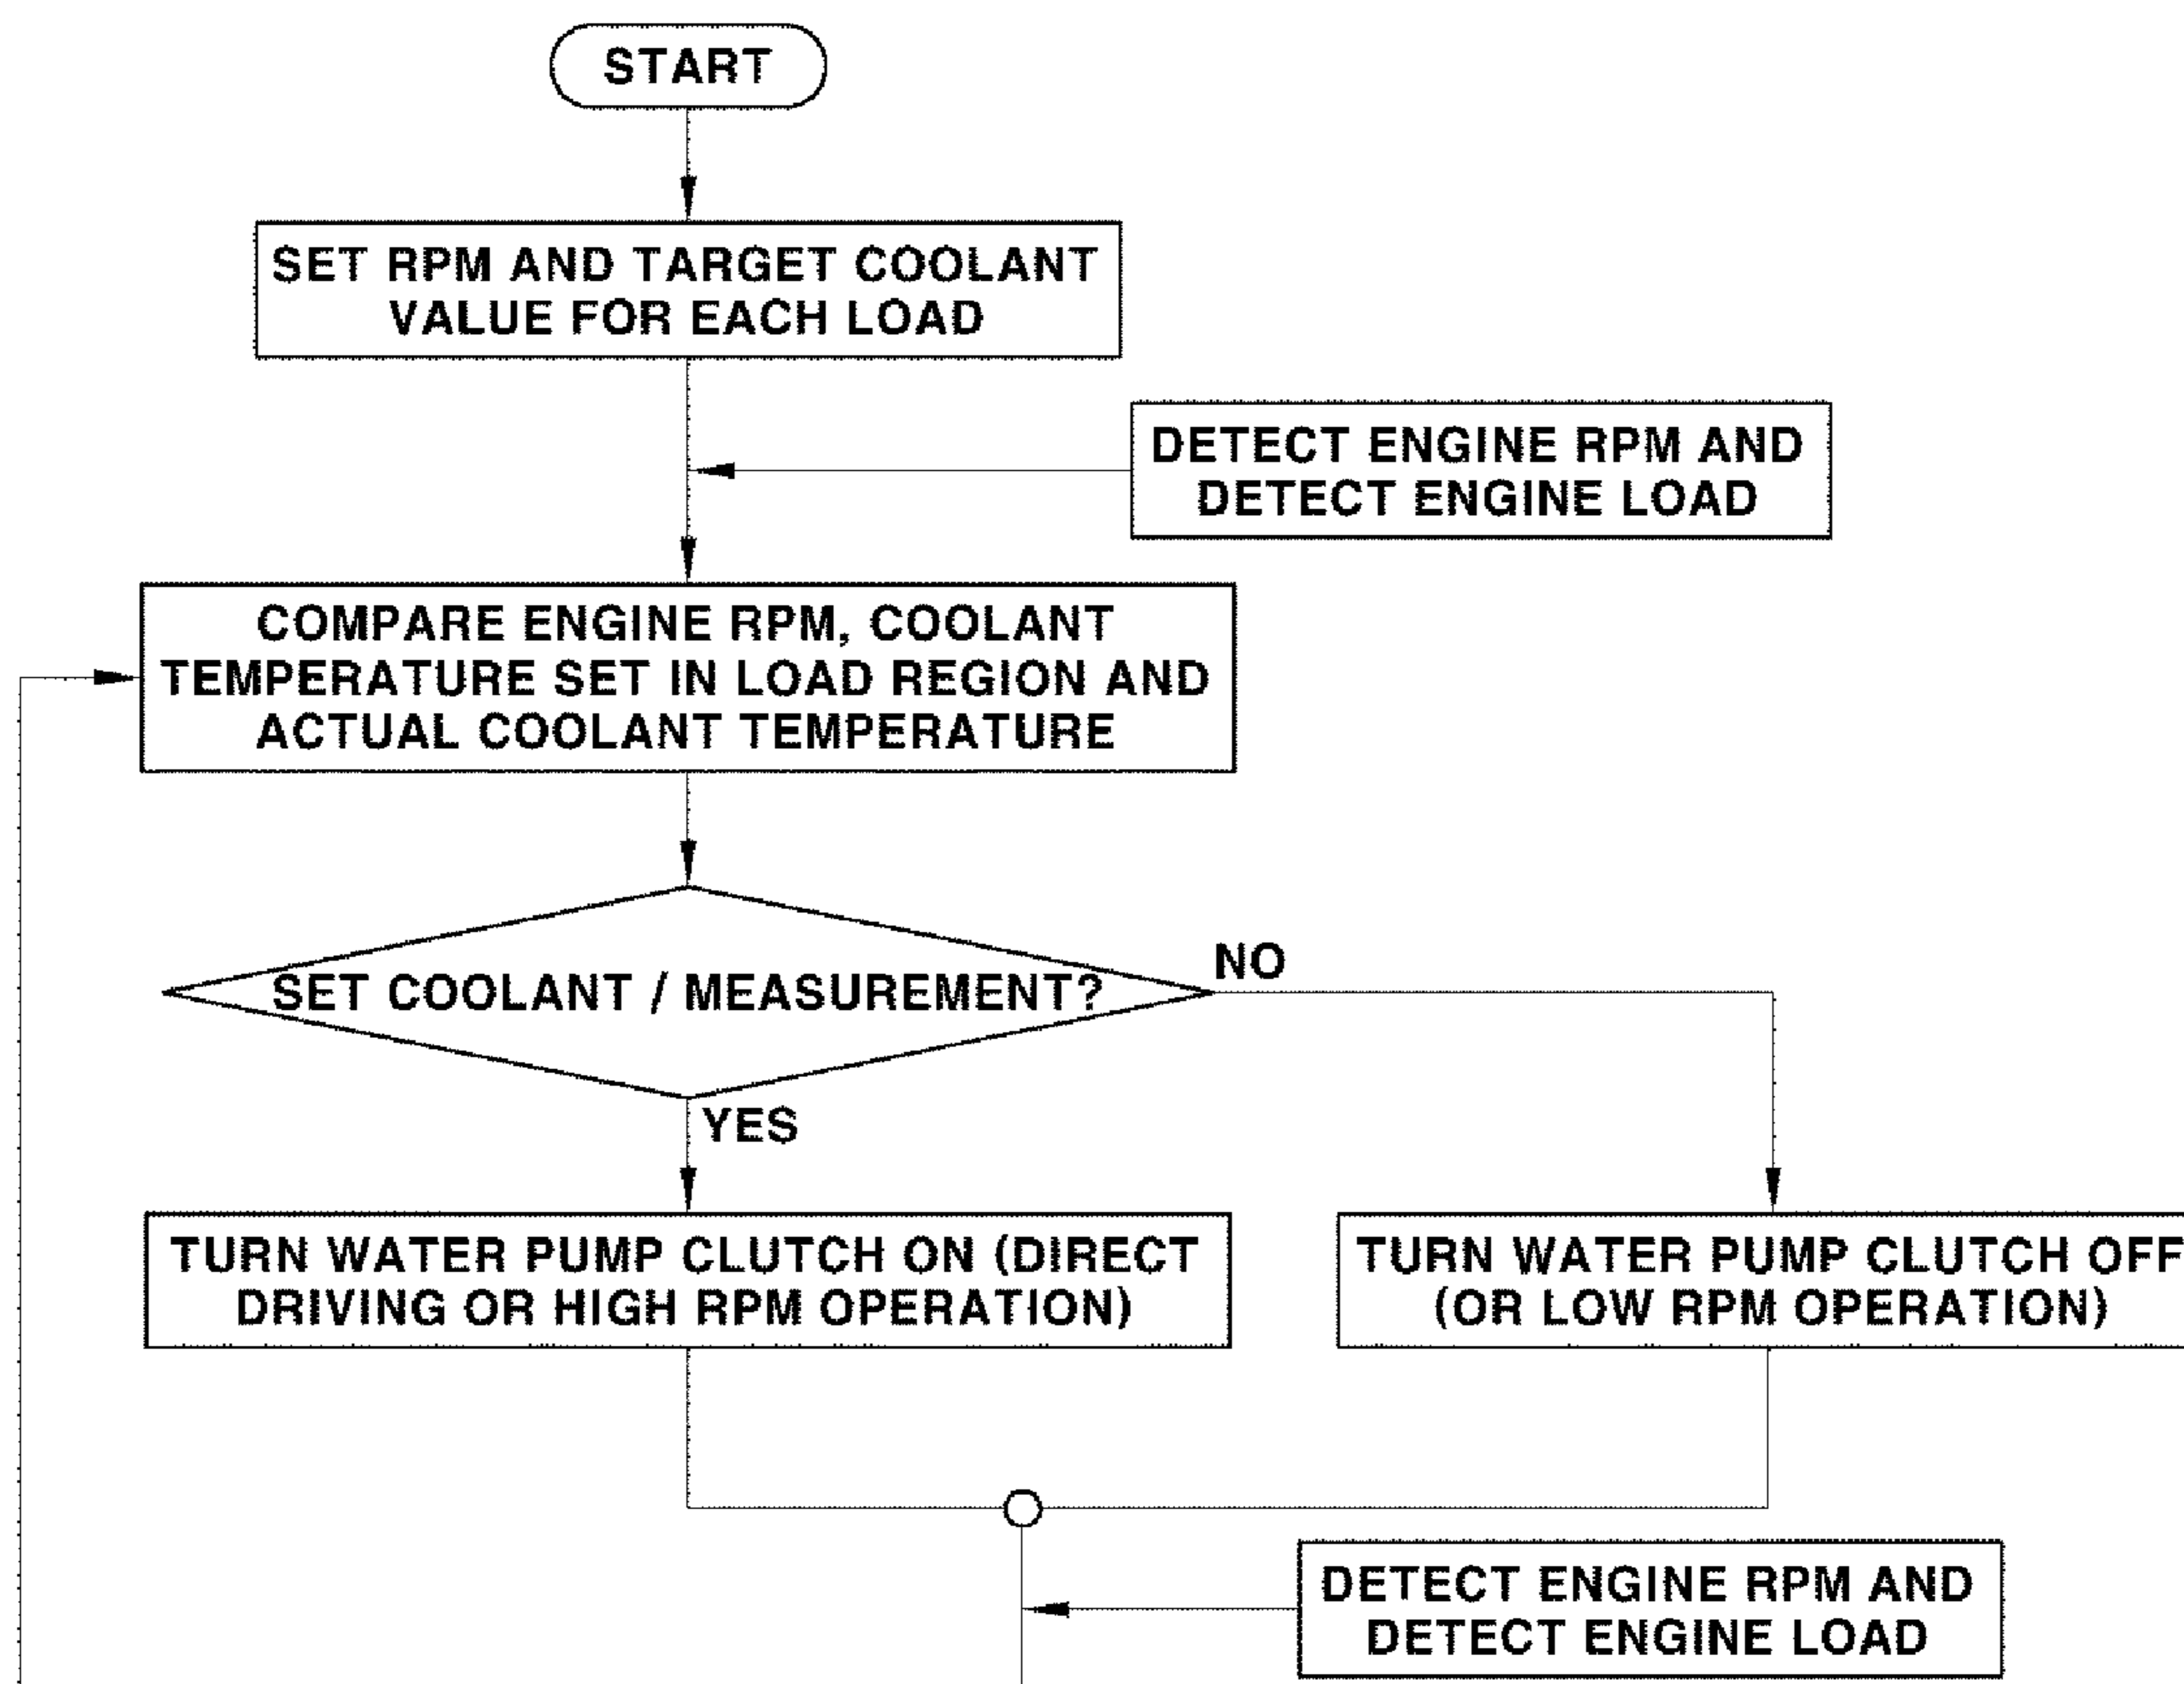 START
SET RPM AND TARGET COOLANT
VALUE FOR EACH LOAD
DETECT ENGINE RPM AND
DETECT ENGINE LOAD
COMPARE ENGINE RPM, COOLANT
TEMPERATURE SET IN LOAD REGION AND
ACTUAL COOLANT TEMPERATURE
SET COOLANT / MEASUREMENT?
NO
YES
TURN WATER PUMP CLUTCH ON (DIRECT
DRIVING OR HIGH RPM OPERATION)
TURN WATER PUMP CLUTCH OFF
(OR LOW RPM OPERATION)
DETECT ENGINE RPM AND
DETECT ENGINE LOAD